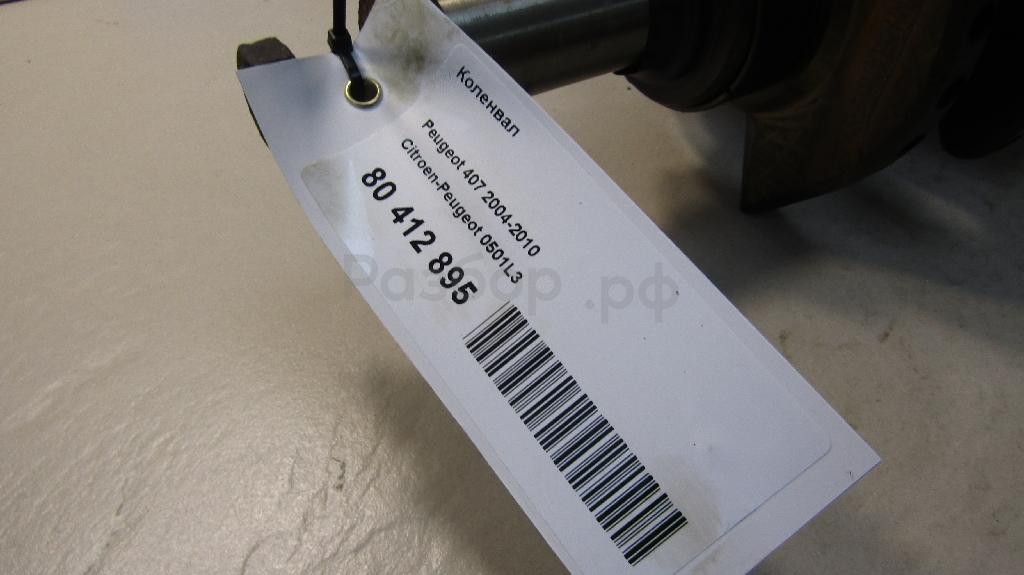 Коленвал
Peugeot 407 2004-2010
Citroen-Peugeot 0501L3
80 412 895
Разбор.рф